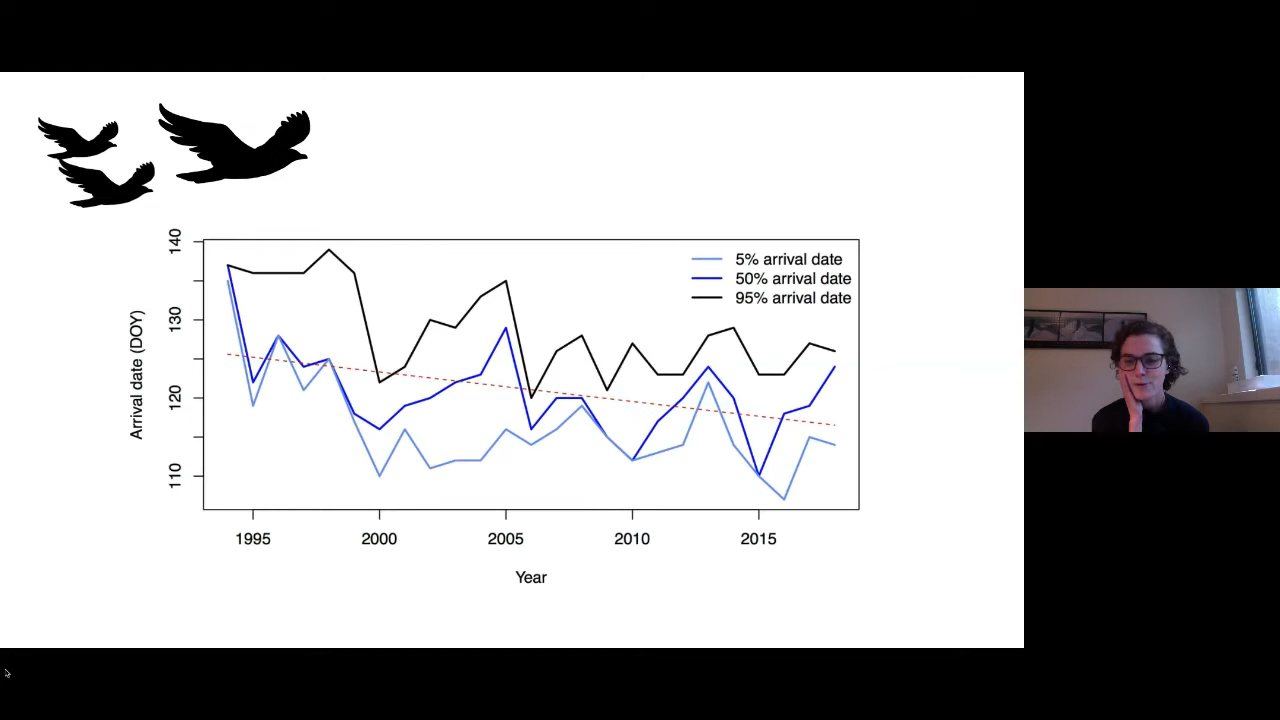 5% arrival date
50% arrival date
95% arrival date
Arrival date (DOY)
140
130
120
110
1995 2000 2005 2010 2015
Year